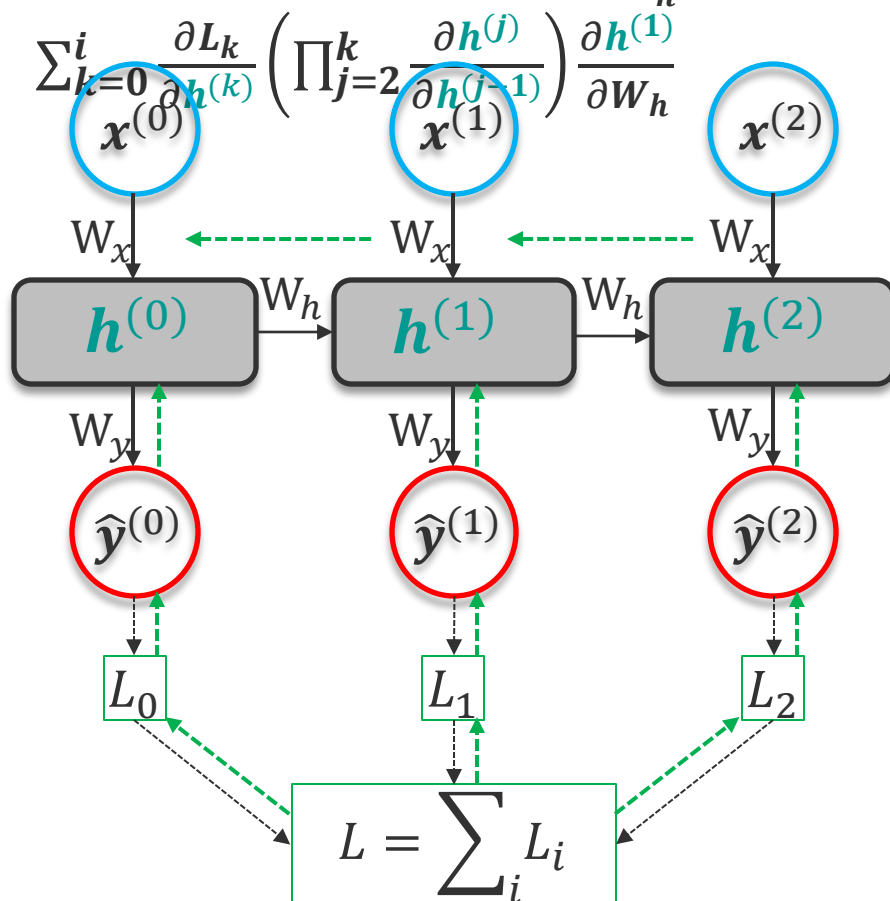 h
∑_{k=0}^{i} ∂L_k/∂h^{(k)} (∏_{j=2}^{k} ∂h^{(j)}/∂h^{(j-1)}) ∂h^{(1)}/∂W_h
x^{(0)} x^{(1)} x^{(2)}
W_x W_x W_x
W_h W_h
h^{(0)} h^{(1)} h^{(2)}
W_y W_y W_y
ŷ^{(0)} ŷ^{(1)} ŷ^{(2)}
L_0 L_1 L_2
L = ∑_i L_i